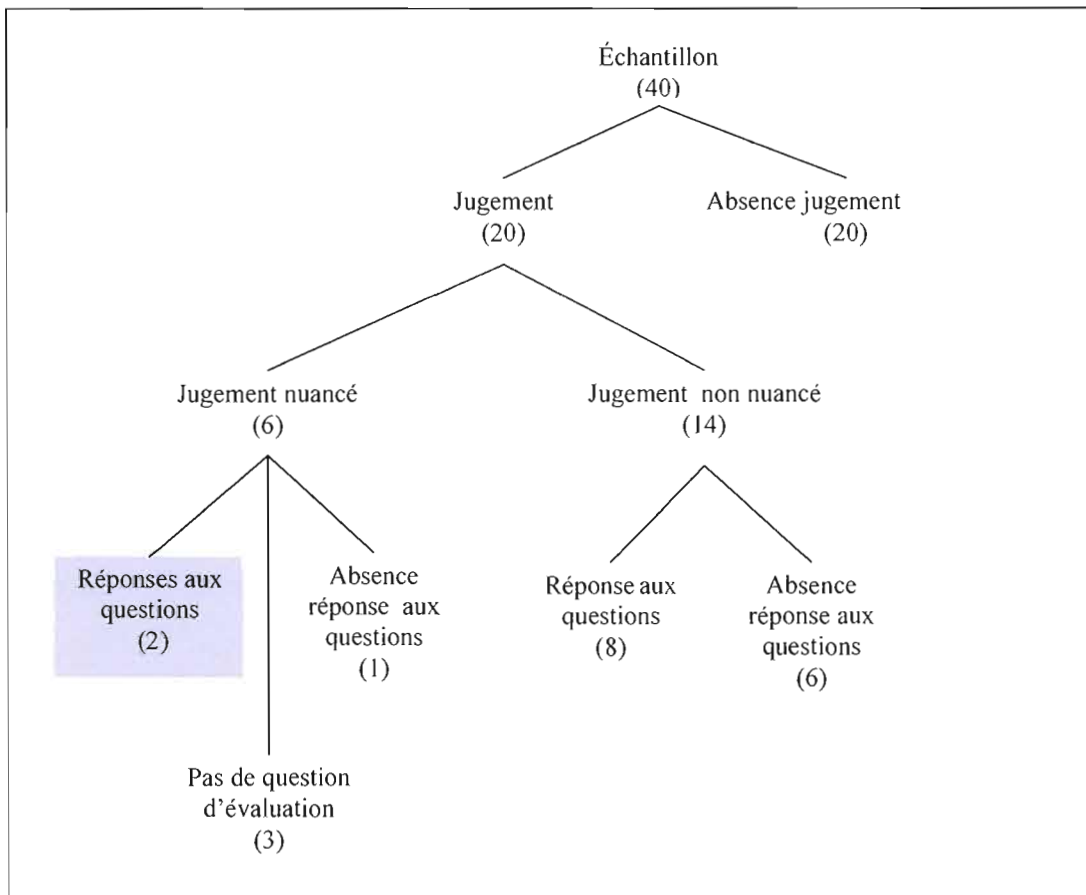 Échantillon
(40)
Jugement
(20)
Absence jugement
(20)
Jugement nuancé
(6)
Jugement non nuancé
(14)
Réponses aux
questions
(2)
Absence
réponse aux
questions
(1)
Réponse aux
questions
(8)
Absence
réponse aux
questions
(6)
Pas de question
d'évaluation
(3)